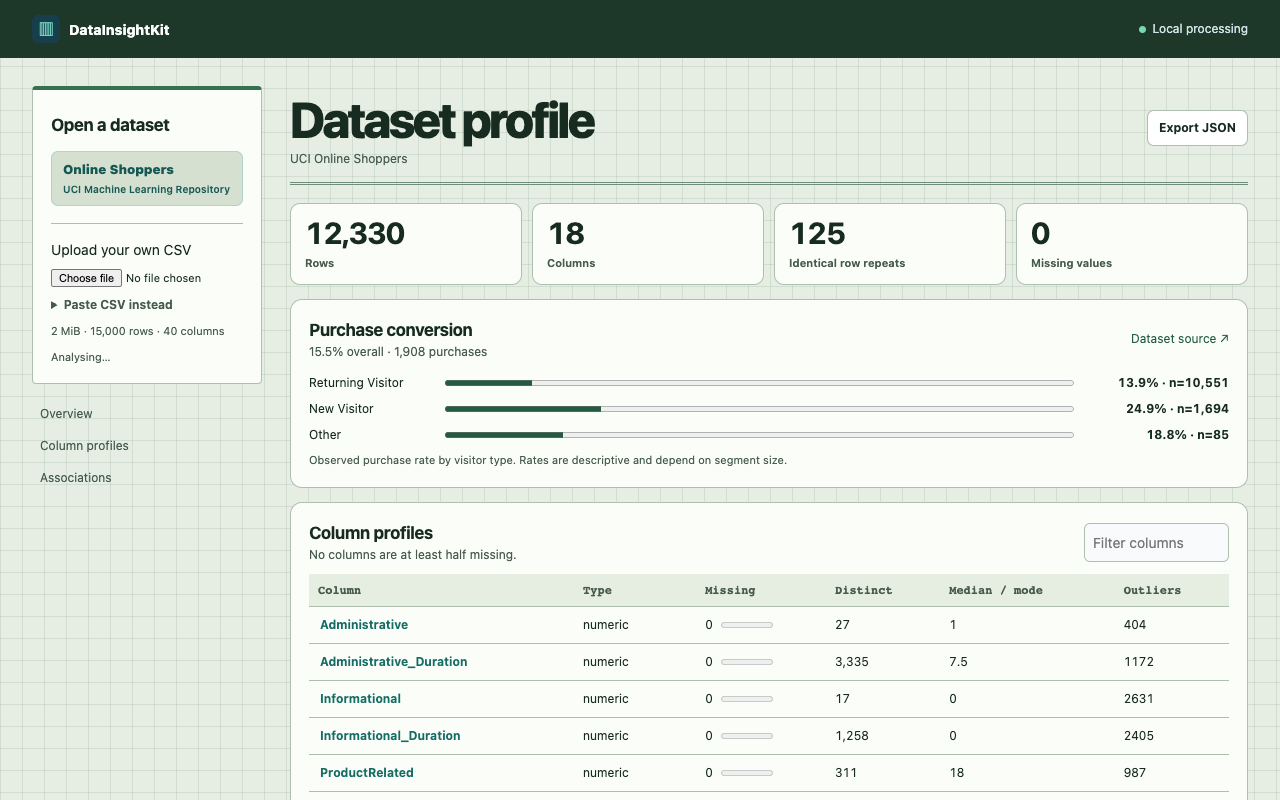 DataInsightKit
Local processing
Open a dataset
Online Shoppers
UCI Machine Learning Repository
Upload your own CSV
Choose file No file chosen
▶ Paste CSV instead
2 MiB · 15,000 rows · 40 columns
Analysing...
Overview
Column profiles
Associations
Dataset profile
UCI Online Shoppers
Export JSON
12,330
Rows
18
Columns
125
Identical row repeats
0
Missing values
Purchase conversion
15.5% overall · 1,908 purchases
Dataset source ↗
Returning Visitor 13.9% · n=10,551
New Visitor 24.9% · n=1,694
Other 18.8% · n=85
Observed purchase rate by visitor type. Rates are descriptive and depend on segment size.
Column profiles
No columns are at least half missing.
Filter columns
Column Type Missing Distinct Median / mode Outliers
Administrative numeric 0 27 1 404
Administrative_Duration numeric 0 3,335 7.5 1172
Informational numeric 0 17 0 2631
Informational_Duration numeric 0 1,258 0 2405
ProductRelated numeric 0 311 18 987